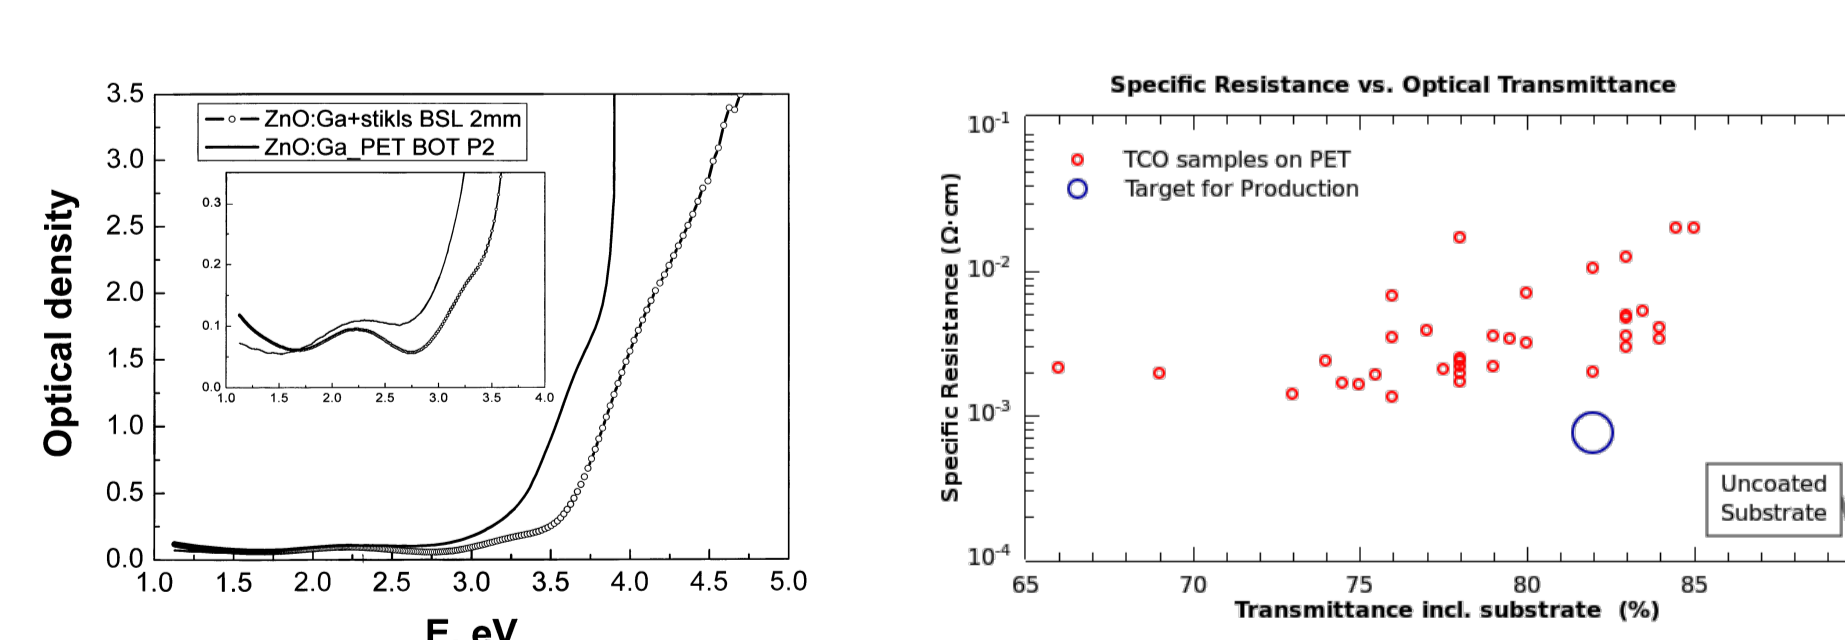 3.5
3.0
2.5
2.0
1.5
1.0
0.5
0.0
Optical density
ZnO:Ga+stikls BSL 2mm
ZnO:Ga_PET BOT P2
0.3
0.2
0.1
0.0
1.0 1.5 2.0 2.5 3.0 3.5 4.0
1.0 1.5 2.0 2.5 3.0 3.5 4.0 4.5 5.0
E, eV
Specific Resistance vs. Optical Transmittance
10-1
10-2
10-3
10-4
Specific Resistance (Ω·cm)
TCO samples on PET
Target for Production
Uncoated
Substrate
65 70 75 80 85
Transmittance incl. substrate (%)